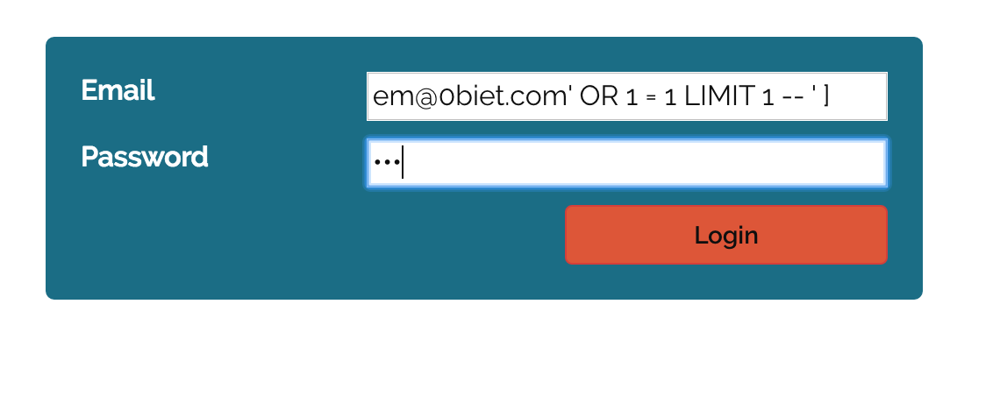 Email em@0biet.com' OR 1 = 1 LIMIT 1 -- ' ]
Password •••
Login